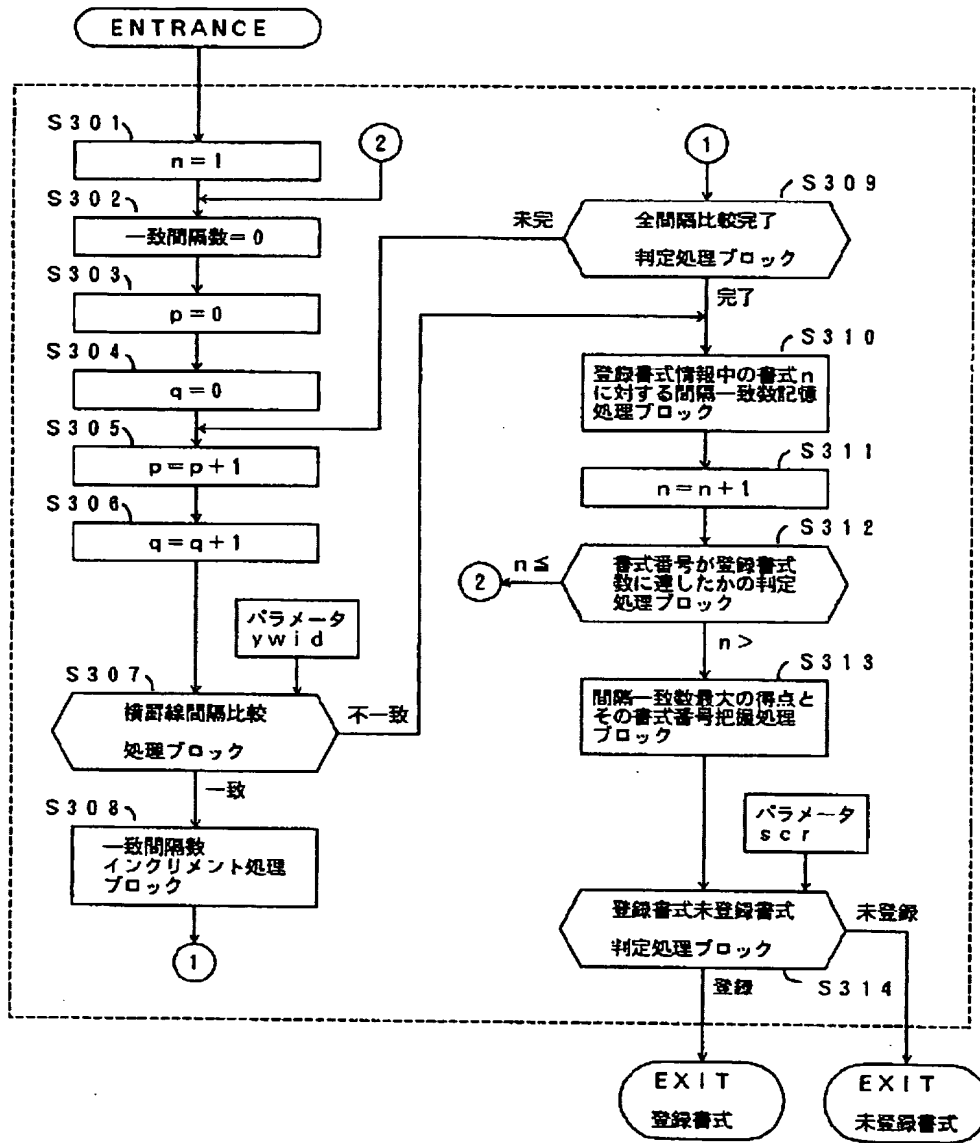 ENTRANCE
S301
n=1
2
S302
一致間隔数=0
S303
p=0
S304
q=0
S305
p=p+1
S306
q=q+1
パラメータ
ywid
S307
横罫線間隔比較
処理ブロック
不一致
一致
S308
一致間隔数
インクリメント処理
ブロック
1
1
S309
全間隔比較完了
判定処理ブロック
未完
完了
S310
登録書式情報中の書式n
に対する間隔一致数記憶
処理ブロック
S311
n=n+1
S312
書式番号が登録書式
数に達したかの判定
処理ブロック
n≦
2
n>
S313
間隔一致数最大の得点と
その書式番号把握処理
ブロック
パラメータ
scr
登録書式未登録書式
判定処理ブロック
未登録
登録
S314
EXIT
登録書式
EXIT
未登録書式